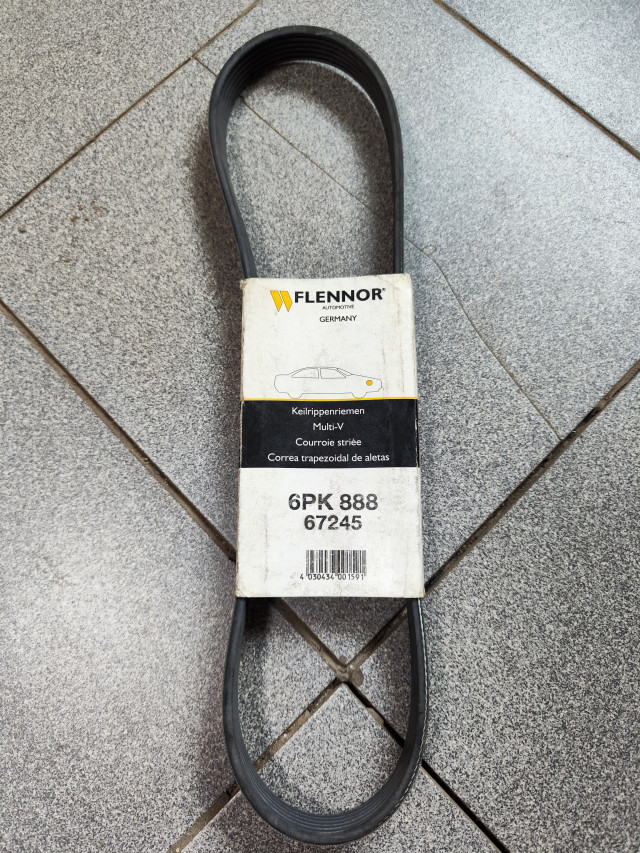 FLENNOR®
AUTOMOTIVE
GERMANY
Keilrippenriemen
Multi-V
Courroie striée
Correa trapezoidal de aletas
6PK 888
67245
4 030434 001591